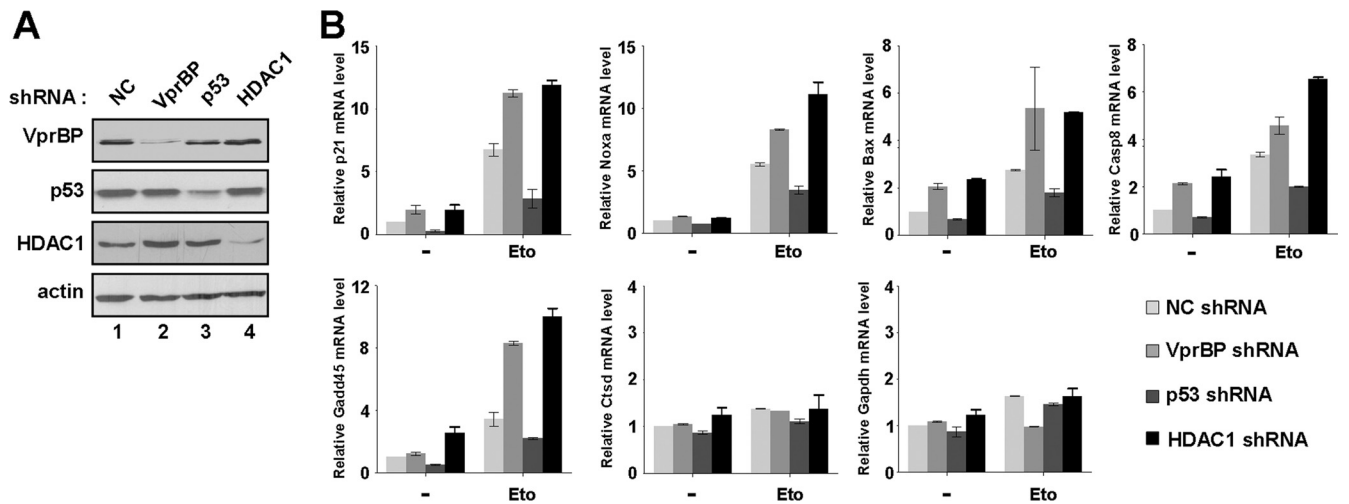 A
shRNA : NC VprBP p53 HDAC1
VprBP
p53
HDAC1
actin
1 2 3 4
B
Relative p21 mRNA level
15
10
5
0
- Eto
Relative Noxa mRNA level
15
10
5
0
- Eto
Relative Bax mRNA level
8
6
4
2
0
- Eto
Relative Casp8 mRNA level
8
6
4
2
0
- Eto
Relative Gadd45 mRNA level
12
8
4
0
- Eto
Relative Ctsd mRNA level
4
3
2
1
0
- Eto
Relative Gapdh mRNA level
4
3
2
1
0
- Eto
NC shRNA
VprBP shRNA
p53 shRNA
HDAC1 shRNA